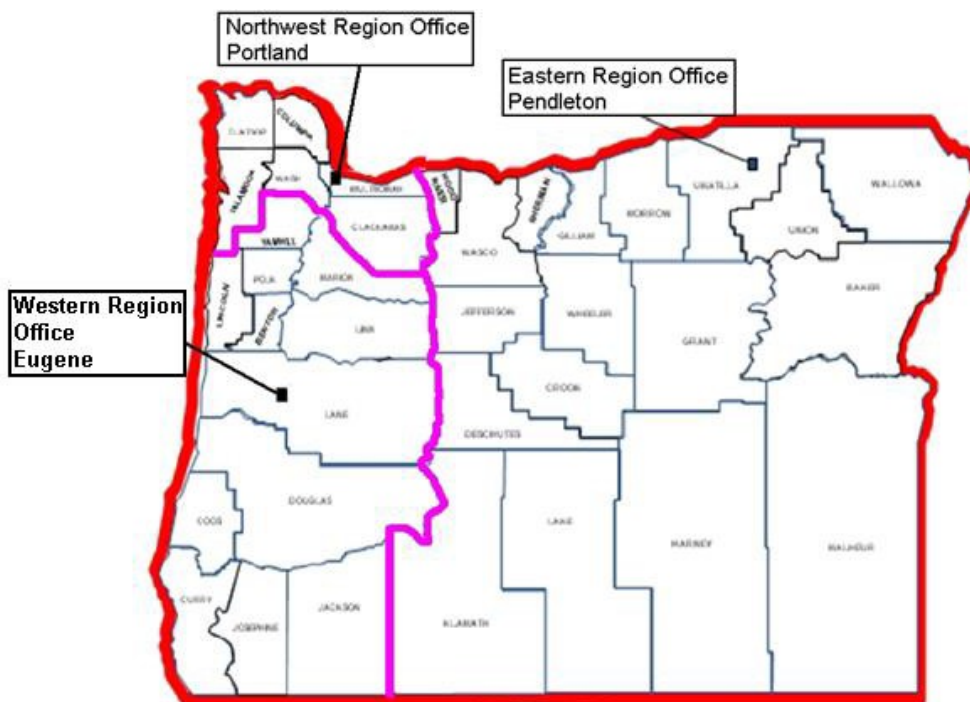 Northwest Region Office
Portland
Eastern Region Office
Pendleton
CLATSOP
COLUMBIA
TILLAMOOK
WASH
MULTNOMAH
HOOD
RIVER
SHERMAN
UMATILLA
WALLOWA
MORROW
GILLIAM
UNION
CLACKAMAS
YAMHILL
WASCO
MARION
POLK
BAKER
LINCOLN
BENTON
JEFFERSON
WHEELER
LINN
GRANT
Western Region
Office
Eugene
CROOK
LANE
DESCHUTES
DOUGLAS
COOS
LAKE
HARNEY
MALHEUR
CURRY
JOSEPHINE
JACKSON
KLAMATH